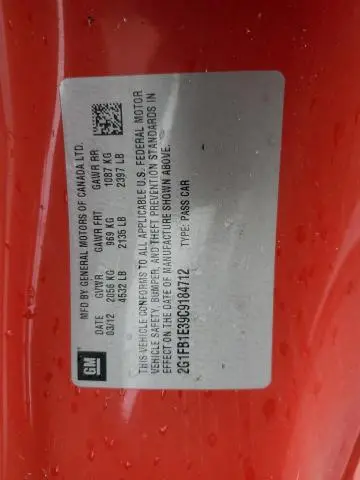 MFD BY GENERAL MOTORS OF CANADA LTD.
DATE GVWR GAWR FRT GAWR RR
03/12 2056 KG 969 KG 1087 KG
4532 LB 2135 LB 2397 LB
THIS VEHICLE CONFORMS TO ALL APPLICABLE U.S. FEDERAL MOTOR
VEHICLE SAFETY, BUMPER, AND THEFT PREVENTION STANDARDS IN
EFFECT ON THE DATE OF MANUFACTURE SHOWN ABOVE.
2G1FB1E39C9184712 TYPE: PASS CAR
GM